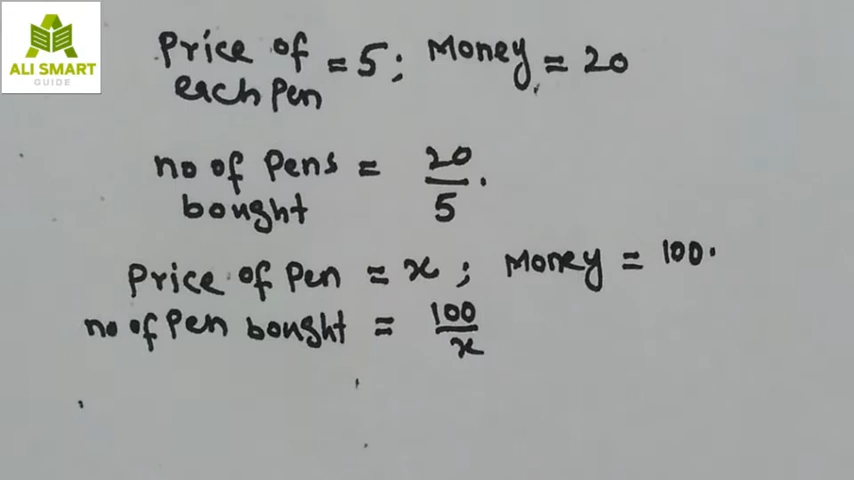 ALI SMART
GUIDE
Price of each Pen = 5; Money = 20
no of Pens bought = 20/5.
Price of Pen = x; Money = 100.
no of Pen bought = 100/x